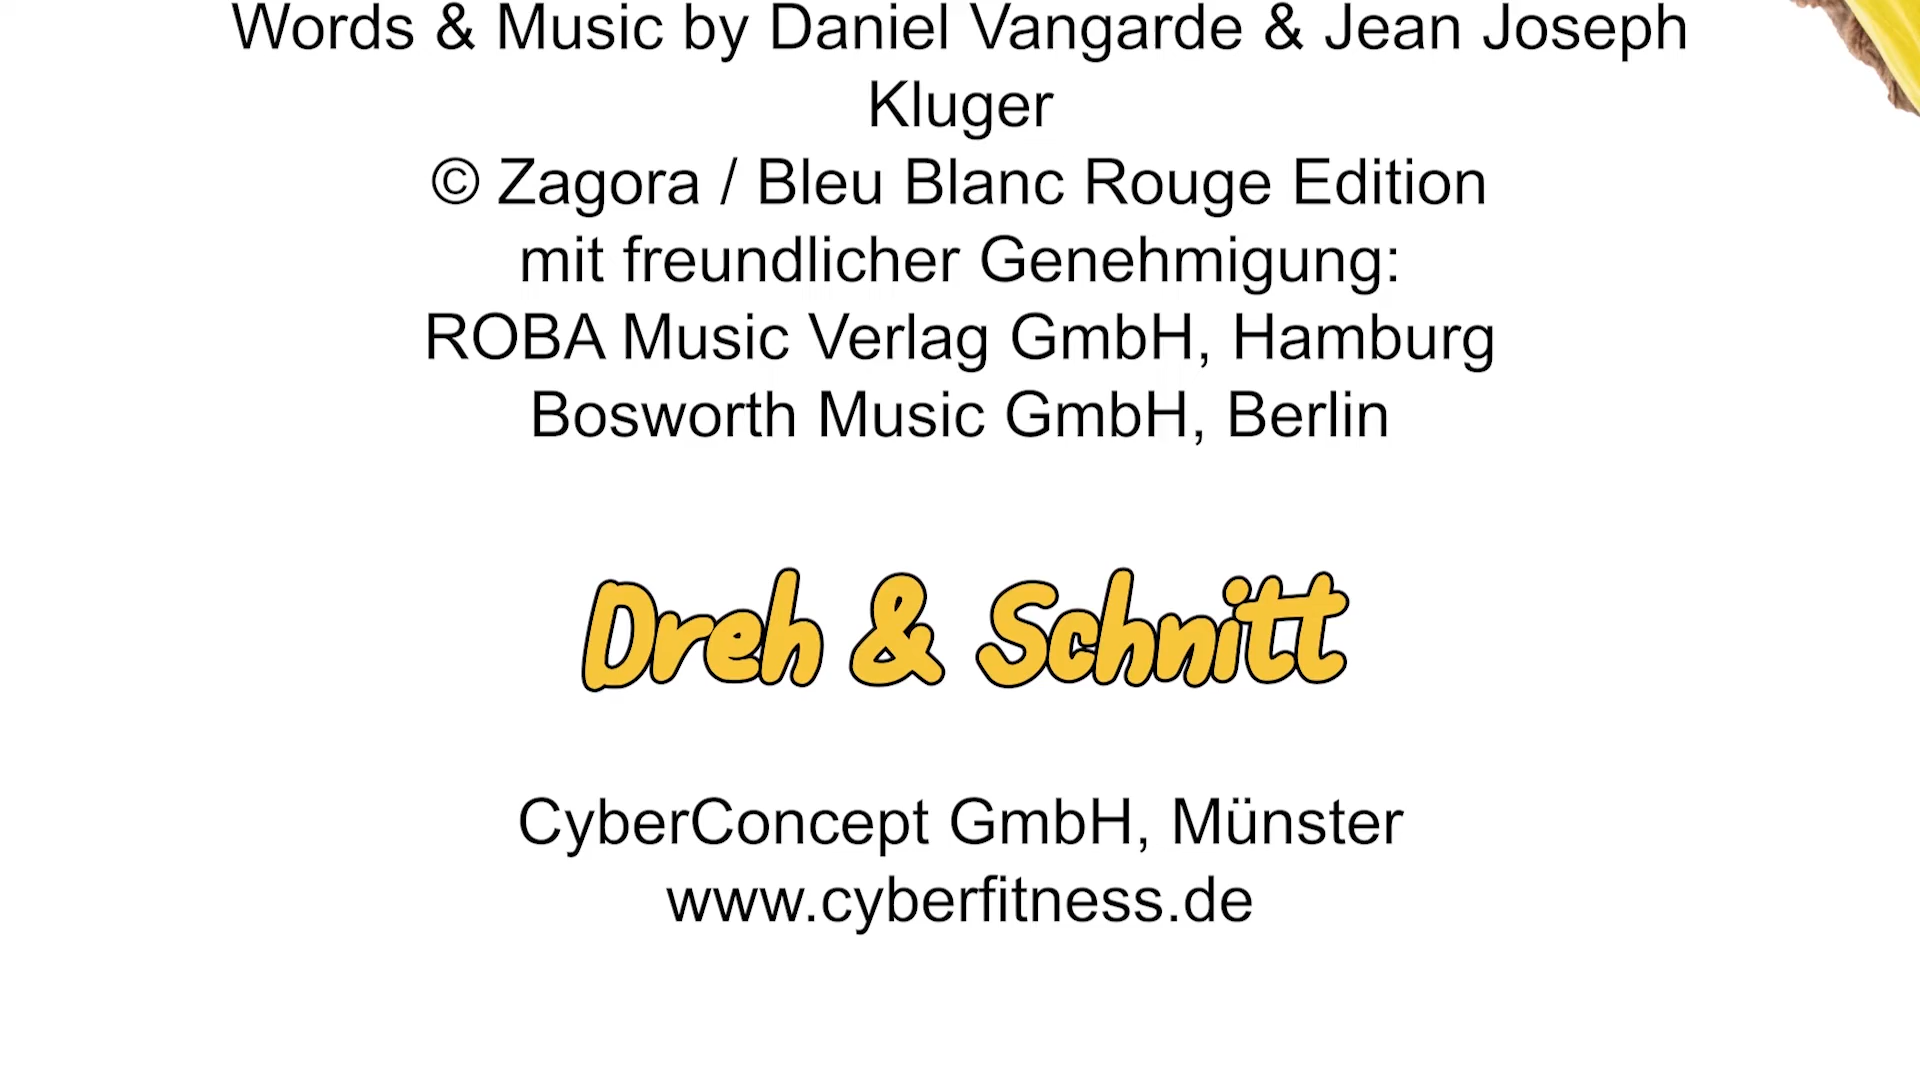 Words & Music by Daniel Vangarde & Jean Joseph
Kluger
© Zagora / Bleu Blanc Rouge Edition
mit freundlicher Genehmigung:
ROBA Music Verlag GmbH, Hamburg
Bosworth Music GmbH, Berlin
Dreh & Schnitt
CyberConcept GmbH, Münster
www.cyberfitness.de